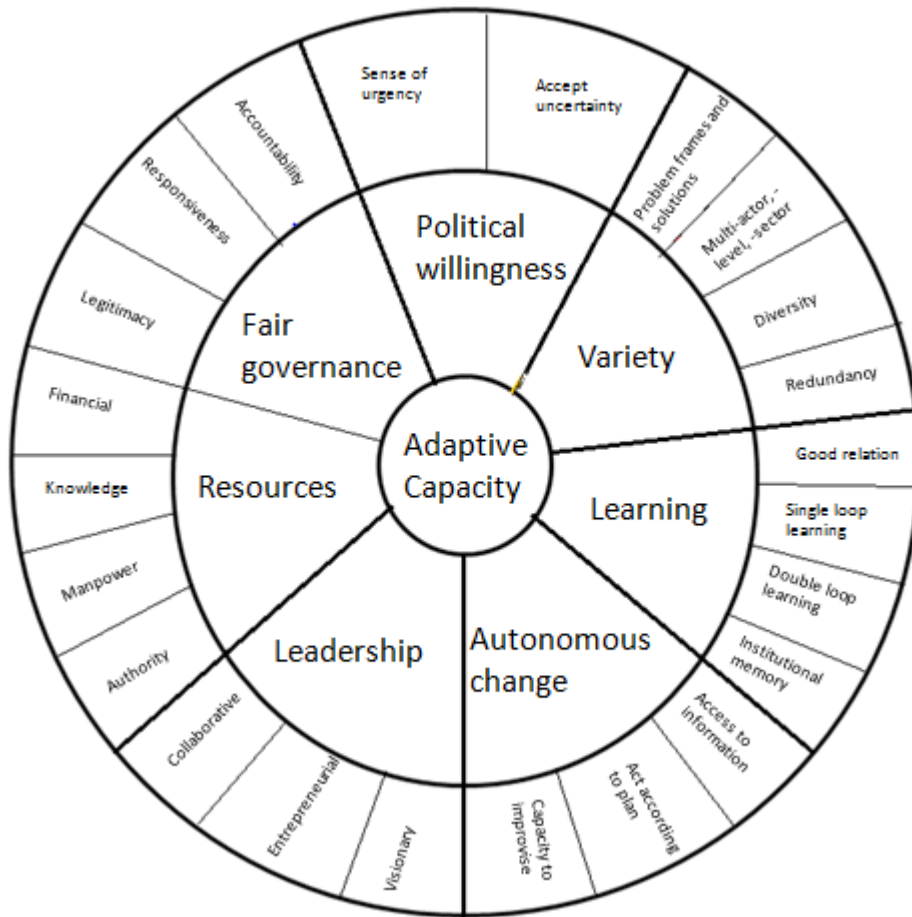 Adaptive
Capacity
Political
willingness
Variety
Learning
Autonomous
change
Leadership
Resources
Fair
governance
Sense of
urgency
Accept
uncertainty
Problem frames and
solutions
Multi-actor, -
level, -sector
Diversity
Redundancy
Good relation
Single loop
learning
Double loop
learning
Institutional
memory
Access to
information
Act according
to plan
Capacity to
improvise
Visionary
Entrepreneurial
Collaborative
Authority
Manpower
Knowledge
Financial
Legitimacy
Responsiveness
Accountability